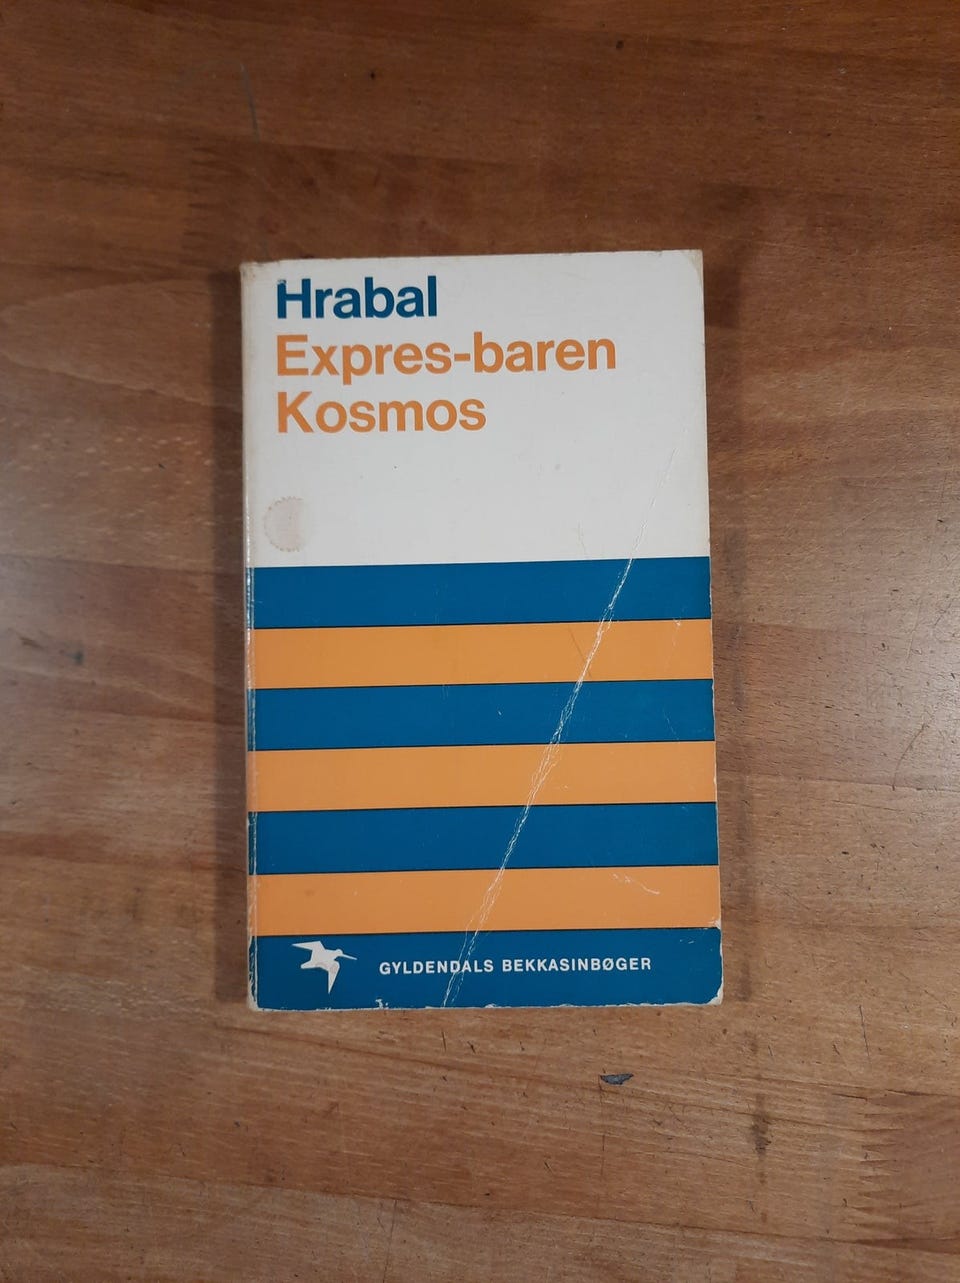 Hrabal
Expres-baren
Kosmos
GYLDENDALS BEKKASINBØGER